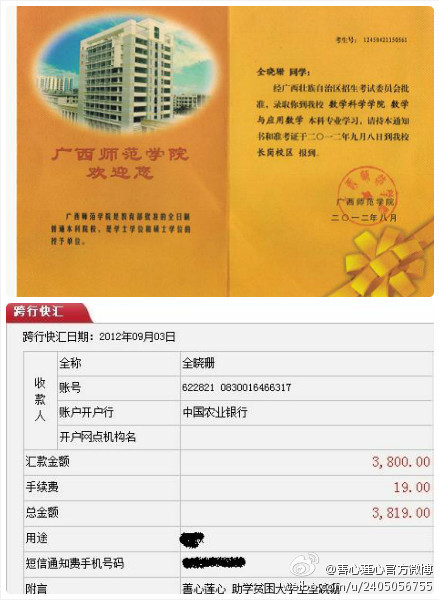 广西师范学院
欢迎您
广西师范学院是教育部批准的全日制
普通本科院校，是学士学位和硕士学位的
授予单位。
考生号： 12450421150561
全晓珊 同学：
经广西壮族自治区招生考试委员会批
准，录取你到我校 数学科学学院 数学
与应用数学 本科专业学习，请持本通知
书和准考证于二〇一二年九月八日到我校
长岗校区 报到。
广西师范学院
二〇一二年八月
跨行快汇
跨行快汇日期： 2012年09月03日
收款人
全称 全晓珊
账号 622821 0830016466317
账户开户行 中国农业银行
开户网点机构名
汇款金额 3,800.00
手续费 19.00
总金额 3,819.00
用途
短信通知费手机号码
附言 善心莲心 助学贫困大学生全晓珊
@善心莲心官方微博
weibo.com/u/2405056755